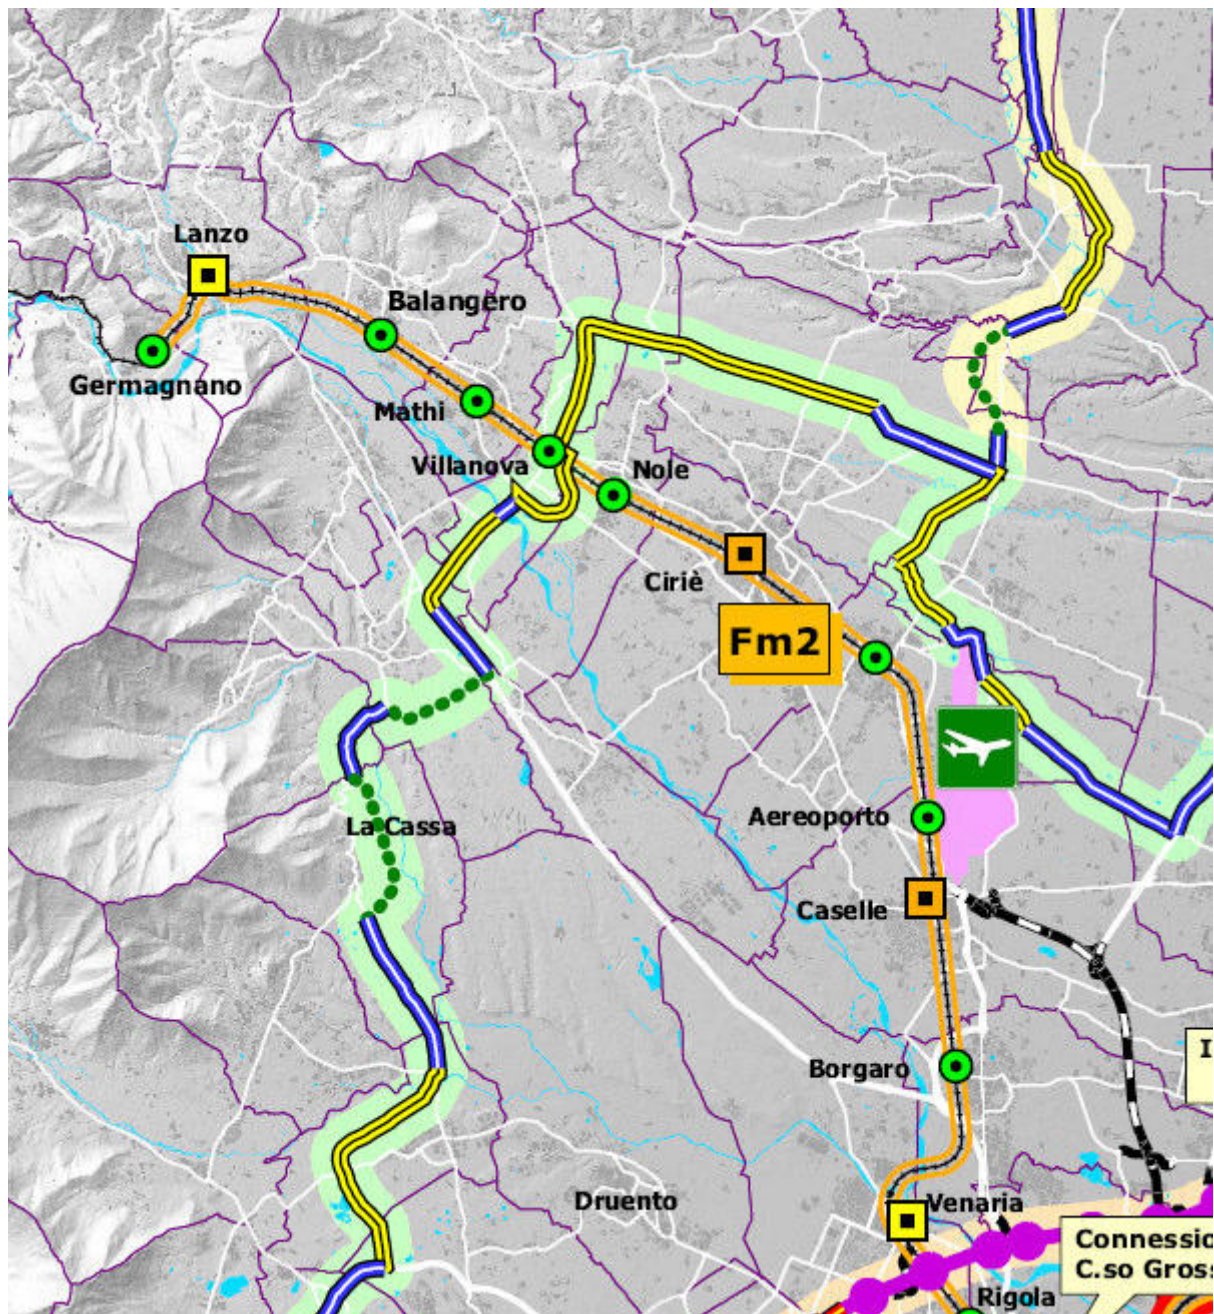 Lanzo
Balangero
Germagnano
Mathi
Villanova
Nole
Ciriè
Fm2
Aereoporto
La Cassa
Caselle
I
Borgaro
Druento
Venaria
Connessio
C.so Gross
Rigola